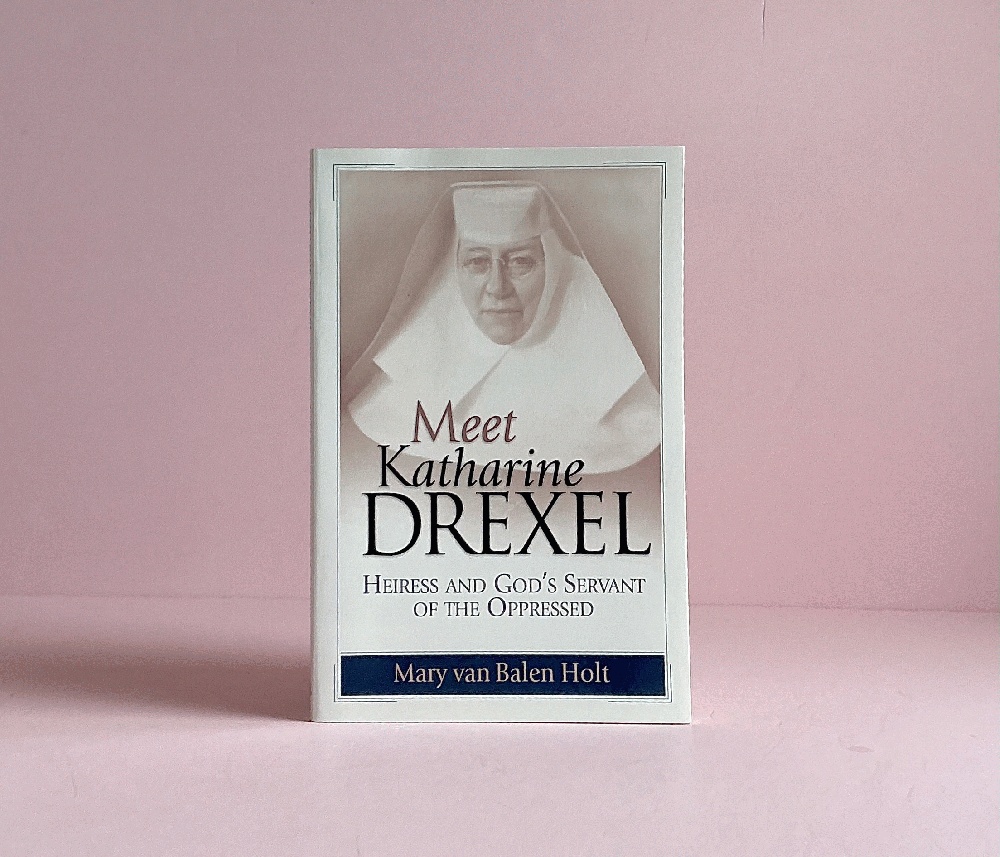 Meet
Katharine
DREXEL
HEIRESS AND GOD'S SERVANT
OF THE OPPRESSED
Mary van Balen Holt